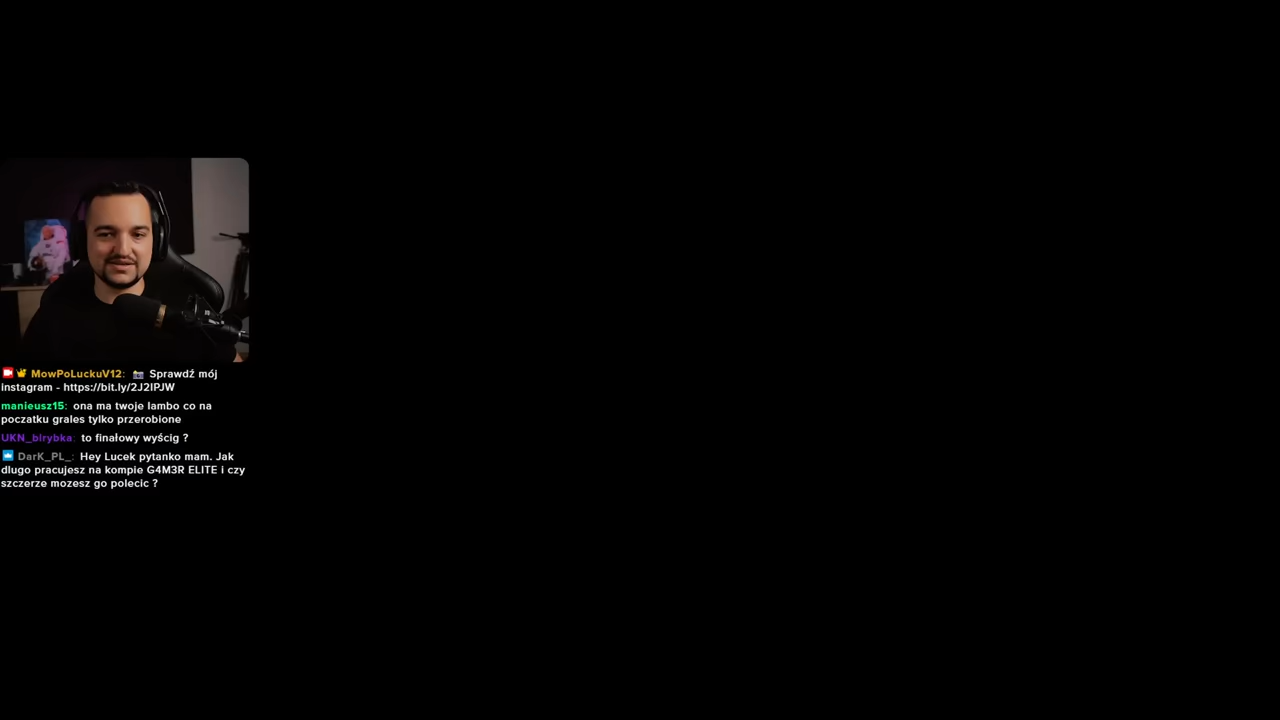 MowPoLuckuV12: 📷 Sprawdź mój
instagram - https://bit.ly/2J2IPJW
manieusz15: ona ma twoje lambo co na
poczatku grales tylko przerobione
UKN_birybka: to finałowy wyścig ?
DarK_PL_: Hey Lucek pytanko mam. Jak
dlugo pracujesz na kompie G4M3R ELITE i czy
szczerze mozesz go polecic ?